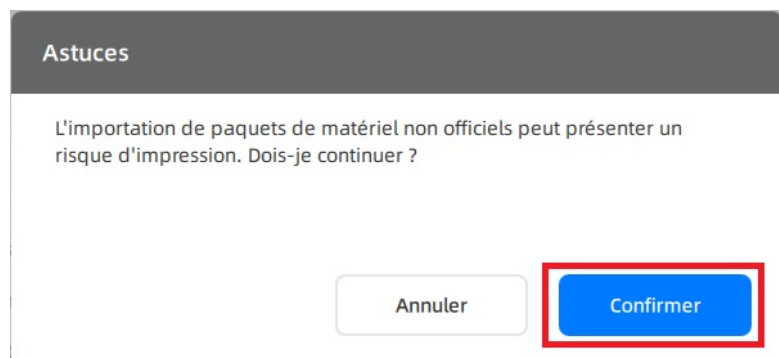 Astuces
L'importation de paquets de matériel non officiels peut présenter un
risque d'impression. Dois-je continuer ?
Annuler
Confirmer